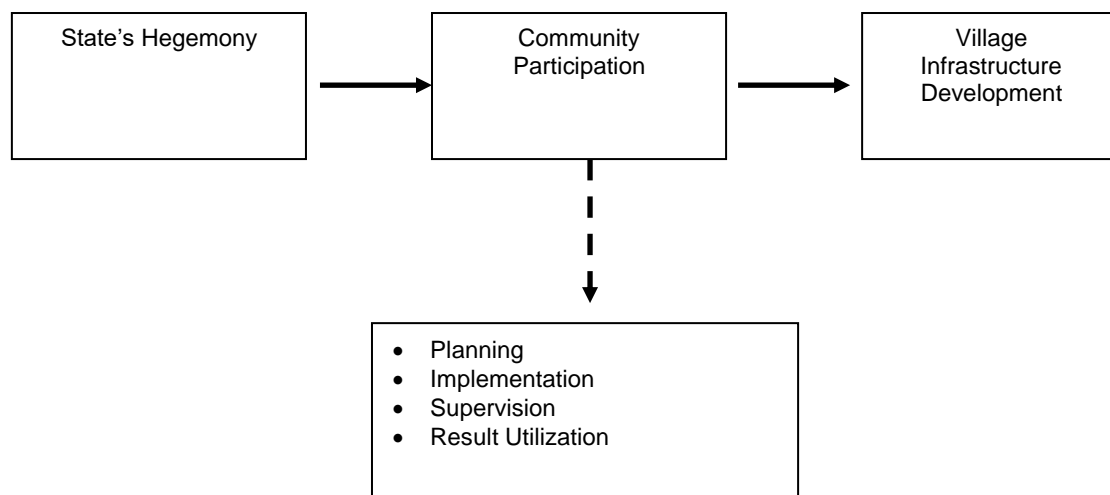 State’s Hegemony
Community
Participation
Village
Infrastructure
Development
• Planning
• Implementation
• Supervision
• Result Utilization